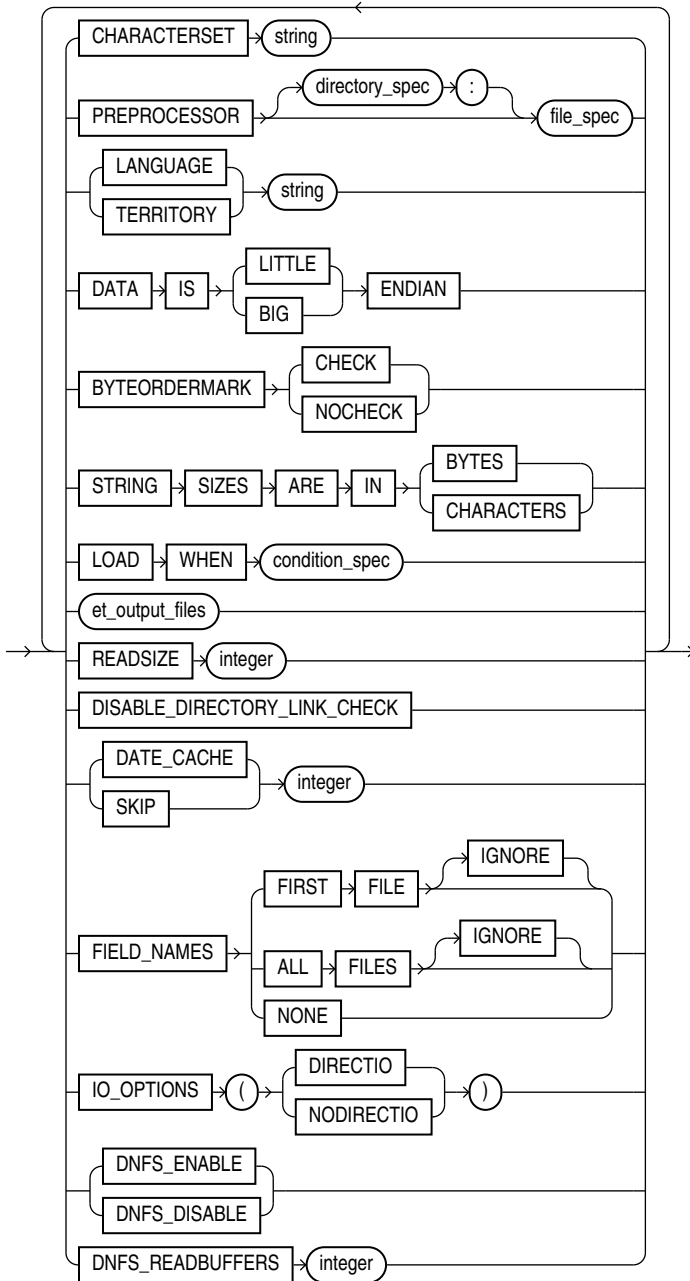 CHARACTERSET string
directory_spec :
PREPROCESSOR file_spec
LANGUAGE
TERRITORY
string
DATA IS LITTLE ENDIAN
BIG
BYTEORDERMARK CHECK
NOCHECK
STRING SIZES ARE IN BYTES
CHARACTERS
LOAD WHEN condition_spec
et_output_files
READSIZE integer
DISABLE_DIRECTORY_LINK_CHECK
DATE_CACHE
SKIP
integer
IGNORE
FIRST FILE
FIELD_NAMES
IGNORE
ALL FILES
NONE
IO_OPTIONS ( DIRECTIO )
NODIRECTIO
DNFS_ENABLE
DNFS_DISABLE
DNFS_READBUFFERS integer